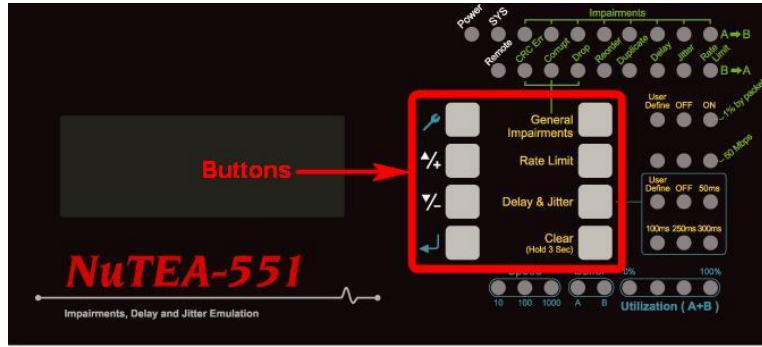 Power
SYS
Impairments
Remote
CRC Err
Corrupt
Drop
Reorder
Duplicate
Delay
Jitter
Rate Limit
A➡B
B➡A
General
Impairments
Rate Limit
Delay & Jitter
Clear
(Hold 3 Sec)
▲/+
▼/-
Buttons
User
Define OFF ON
1% by packet
50 Mbps
User
Define OFF 50ms
100ms 250ms 300ms
NuTEA-551
Impairments, Delay and Jitter Emulation
Speed
10 100 1000
Buffer
A B
0% 100%
Utilization ( A+B )